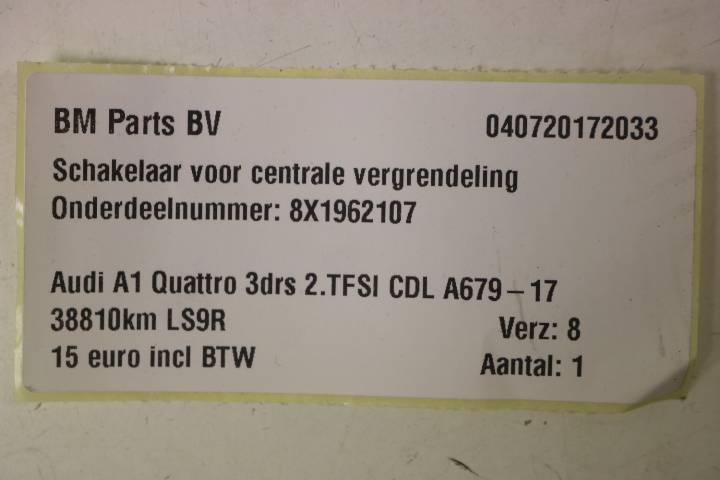 BM Parts BV 040720172033
Schakelaar voor centrale vergrendeling
Onderdeelnummer: 8X1962107
Audi A1 Quattro 3drs 2.TFSI CDL A679-17
38810km LS9R Verz: 8
15 euro incl BTW Aantal: 1